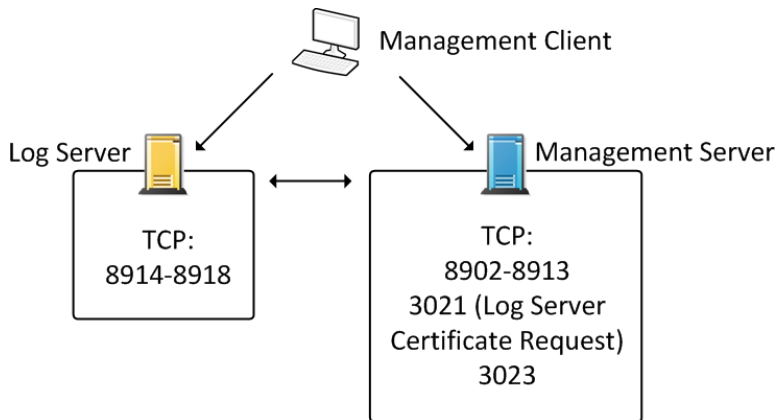 Management Client
Log Server
Management Server
TCP:
8914-8918
TCP:
8902-8913
3021 (Log Server
Certificate Request)
3023